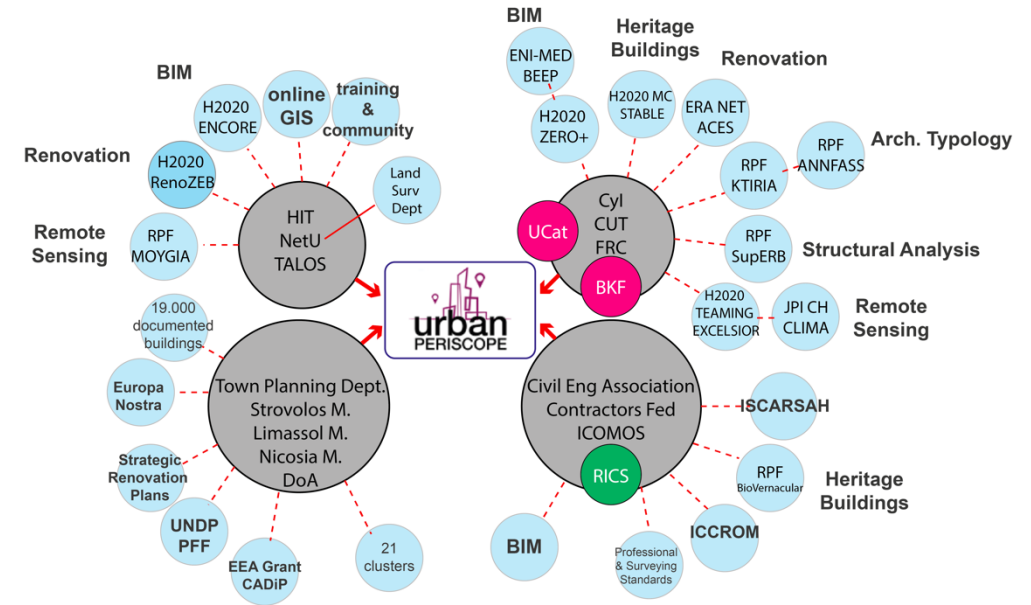 BIM
H2020
ENCORE
online
GIS
training
&
community
Renovation
H2020
RenoZEB
Land
Surv
Dept
Remote
Sensing
RPF
MOYGIA
HIT
NetU
TALOS
BIM
ENI-MED
BEEP
H2020
ZERO+
Heritage
Buildings
H2020 MC
STABLE
Renovation
ERA NET
ACES
Arch. Typology
RPF
KTIRIA
RPF
ANNFASS
CyI
CUT
FRC
UCat
BKF
RPF
SupERB
Structural Analysis
H2020
TEAMING
EXCELSIOR
JPI CH
CLIMA
Remote
Sensing
urban
PERISCOPE
19.000
documented
buildings
Europa
Nostra
Strategic
Renovation
Plans
UNDP
PFF
EEA Grant
CADiP
21
clusters
Town Planning Dept.
Strovolos M.
Limassol M.
Nicosia M.
DoA
Civil Eng Association
Contractors Fed
ICOMOS
RICS
ISCARSAH
RPF
BioVernacular
Heritage
Buildings
ICCROM
Professional
& Surveying
Standards
BIM